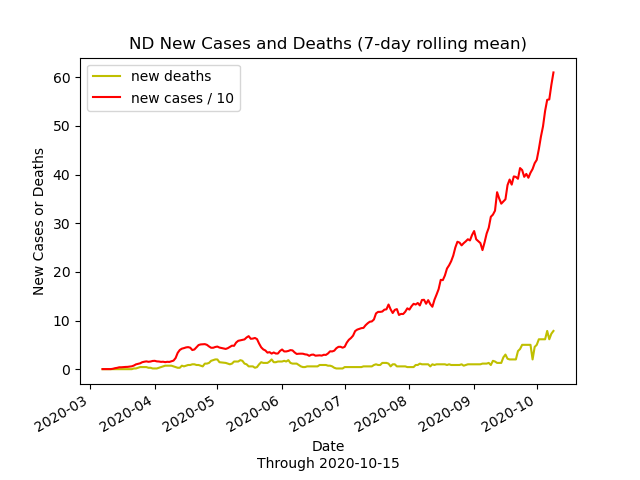 ND New Cases and Deaths (7-day rolling mean)
new deaths
new cases / 10
60
50
40
30
20
10
0
New Cases or Deaths
2020-03
2020-04
2020-05
2020-06
2020-07
2020-08
2020-09
2020-10
Date
Through 2020-10-15